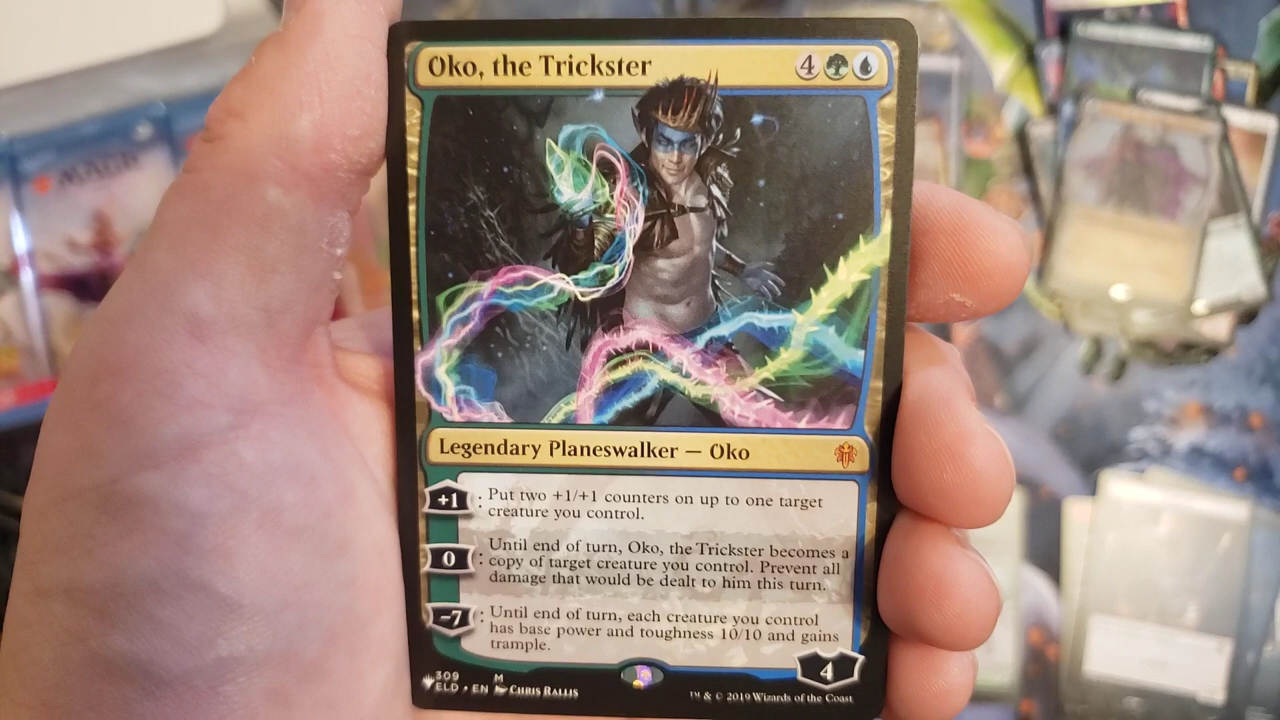 Oko, the Trickster 4
Legendary Planeswalker — Oko
+1 : Put two +1/+1 counters on up to one target
creature you control.
Until end of turn, Oko, the Trickster becomes a
0 : copy of target creature you control. Prevent all
damage that would be dealt to him this turn.
-7 : Until end of turn, each creature you control
has base power and toughness 10/10 and gains
trample.
4
309 M
ELD • EN Chris Rallis
™ & © 2019 Wizards of the Coast
MAGIC